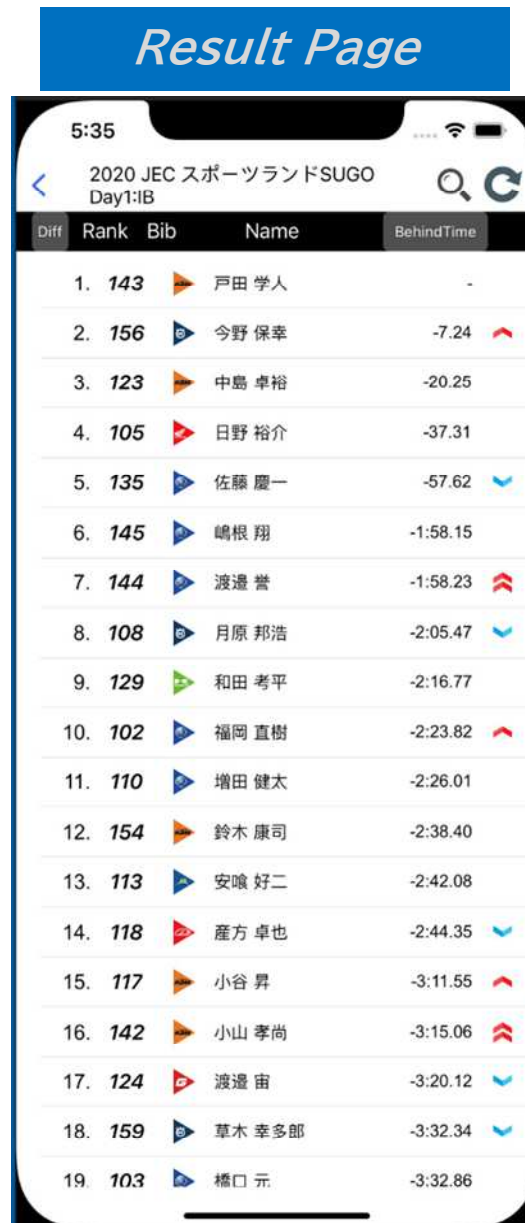 Result Page
5:35
2020 JEC スポーツランドSUGO
Day1:IB
Diff Rank Bib Name BehindTime
1. 143 KTM 戸田 学人 -
2. 156 今野 保幸 -7.24
3. 123 KTM 中島 卓裕 -20.25
4. 105 日野 裕介 -37.31
5. 135 佐藤 慶一 -57.62
6. 145 嶋根 翔 -1:58.15
7. 144 渡邉 誉 -1:58.23
8. 108 月原 邦浩 -2:05.47
9. 129 和田 考平 -2:16.77
10. 102 福岡 直樹 -2:23.82
11. 110 増田 健太 -2:26.01
12. 154 KTM 鈴木 康司 -2:38.40
13. 113 安喰 好二 -2:42.08
14. 118 産方 卓也 -2:44.35
15. 117 KTM 小谷 昇 -3:11.55
16. 142 KTM 小山 孝尚 -3:15.06
17. 124 渡邉 宙 -3:20.12
18. 159 草木 幸多郎 -3:32.34
19. 103 橋口 元 -3:32.86